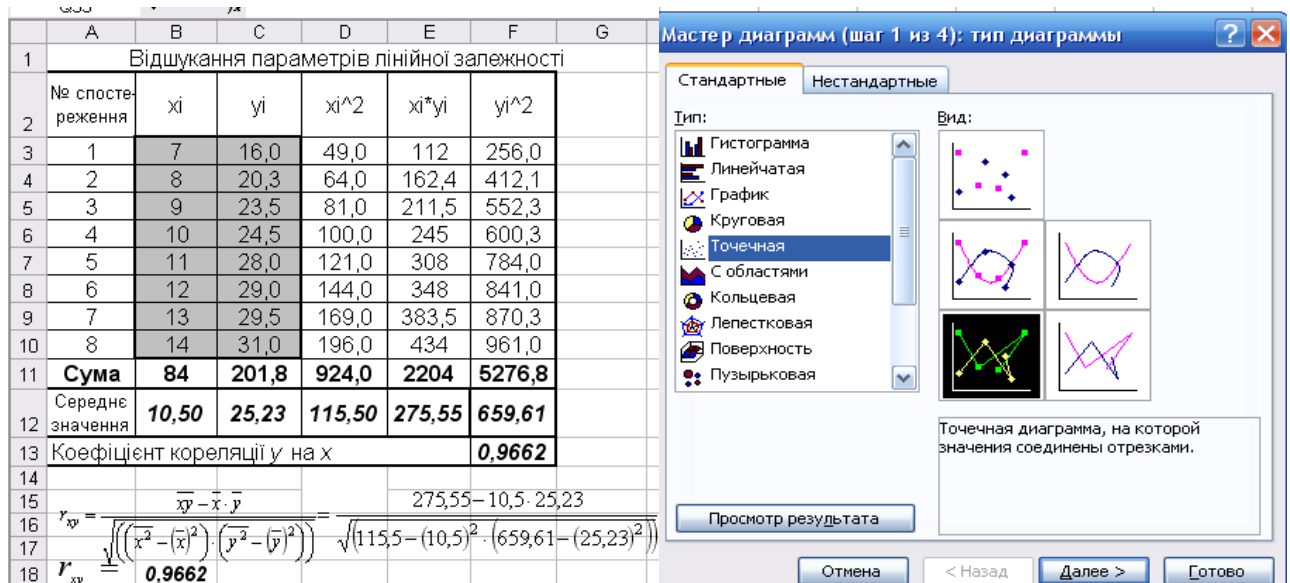 A B C D E F G
1 Відшукання параметрів лінійної залежності
2 № спосте- реження xi yi xi^2 xi*yi yi^2
3 1 7 16,0 49,0 112 256,0
4 2 8 20,3 64,0 162,4 412,1
5 3 9 23,5 81,0 211,5 552,3
6 4 10 24,5 100,0 245 600,3
7 5 11 28,0 121,0 308 784,0
8 6 12 29,0 144,0 348 841,0
9 7 13 29,5 169,0 383,5 870,3
10 8 14 31,0 196,0 434 961,0
11 Сума 84 201,8 924,0 2204 5276,8
12 Середнє значення 10,50 25,23 115,50 275,55 659,61
13 Коефіцієнт кореляції y на x 0,9662
14
15 r_xy = (x̅y̅ − x̅ · y̅) / √(((x̅²̅ − (x̅)²) · (y̅²̅ − (y̅)²))) = (275,55 − 10,5 · 25,23) / √((115,5 − (10,5)² · (659,61 − (25,23)²))
16
17
18 r_xy = 0,9662
Мастер диаграмм (шаг 1 из 4): тип диаграммы
Стандартные Нестандартные
Тип: Вид:
Гистограмма
Линейчатая
График
Круговая
Точечная
С областями
Кольцевая
Лепестковая
Поверхность
Пузырьковая
Точечная диаграмма, на которой
значения соединены отрезками.
Просмотр результата
Отмена < Назад Далее > Готово